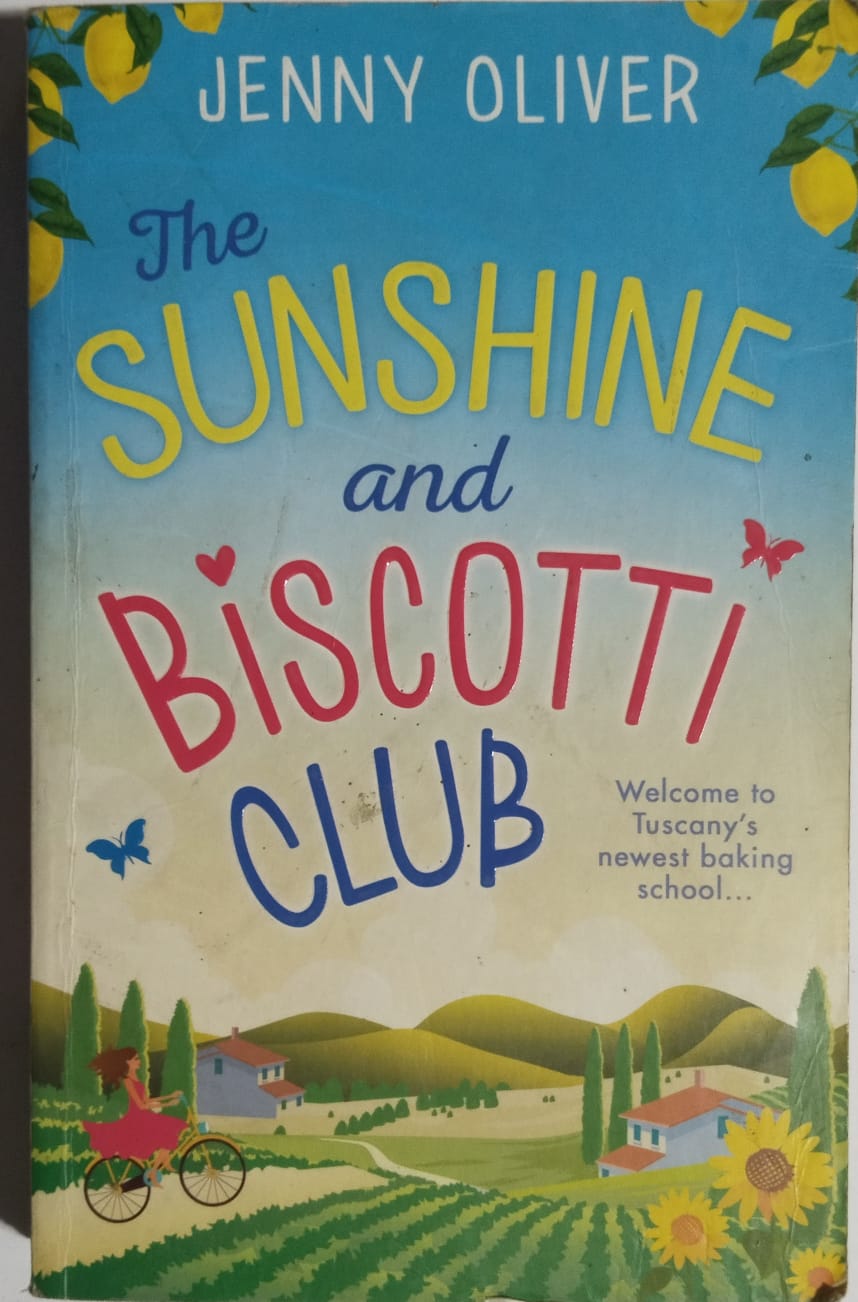 JENNY OLIVER
The
SUNSHINE
and
BiSCOTTI
CLUB
Welcome to
Tuscany's
newest baking
school...